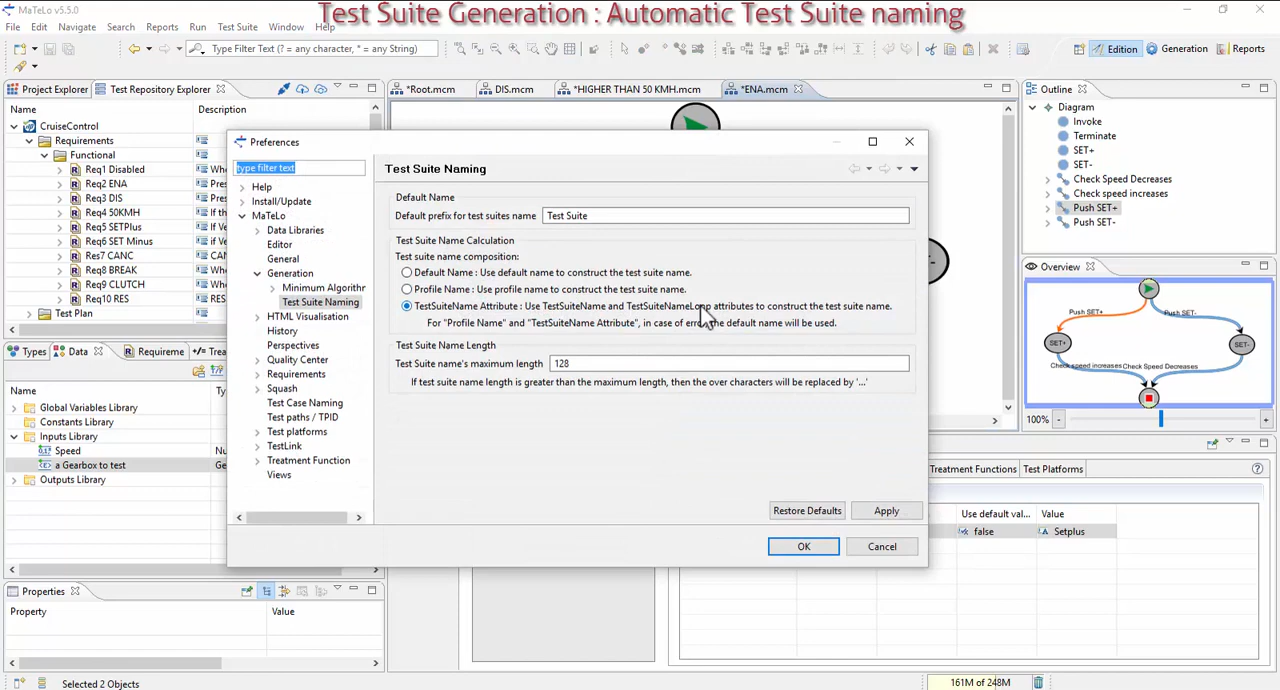 MaTeLo v5.5.0
Test Suite Generation : Automatic Test Suite naming
File Edit Navigate Search Reports Run Test Suite Window Help
Type Filter Text (? = any character, * = any String)
Edition Generation Reports
Project Explorer Test Repository Explorer
*Root.mcm DIS.mcm *HIGHER THAN 50 KMH.mcm *ENA.mcm
Outline
Name Description
CruiseControl
Requirements
Functional
Req1 Disabled Whe
Req2 ENA Pres
Req3 DIS
Req4 50KMH If th
Req5 SETPlus if Ve
Req6 SET Minus if Ve
Res7 CANC
Req8 BREAK
Req9 CLUTCH
Req10 RES
Test Plan
Diagram
Invoke
Terminate
SET+
SET-
Check Speed Decreases
Check speed increases
Push SET+
Push SET-
Overview
Push SET+
Push SET-
SET+
SET-
Check speed increases
Check Speed Decreases
100% - +
Preferences
type filter text
Help
Install/Update
MaTeLo
Data Libraries
Editor
General
Generation
Minimum Algorithr
Test Suite Naming
HTML Visualisation
History
Perspectives
Quality Center
Requirements
Squash
Test Case Naming
Test paths / TPID
Test platforms
TestLink
Treatment Function
Views
Test Suite Naming
Default Name
Default prefix for test suites name Test Suite
Test Suite Name Calculation
Test suite name composition:
Default Name : Use default name to construct the test suite name.
Profile Name : Use profile name to construct the test suite name.
TestSuiteName Attribute : Use TestSuiteName and TestSuiteNameLoop attributes to construct the test suite name.
For "Profile Name" and "TestSuiteName Attribute", in case of error, the default name will be used.
Test Suite Name Length
Test Suite name's maximum length 128
If test suite name length is greater than the maximum length, then the over characters will be replaced by '...'
Restore Defaults Apply
OK Cancel
Types Data Requireme Trea
Name Ty
Global Variables Library
Constants Library
Inputs Library
Speed Nu
a Gearbox to test Ge
Outputs Library
Treatment Functions Test Platforms
Use default val... Value
false Setplus
Properties
Property Value
Selected 2 Objects
161M of 248M